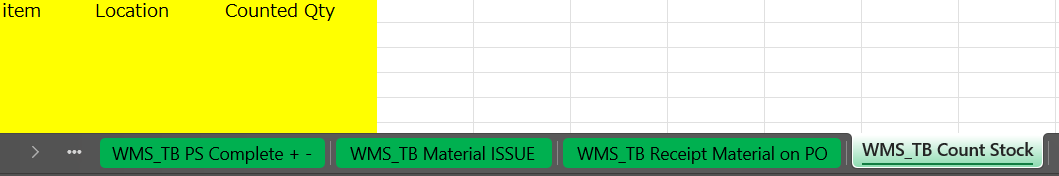 item Location Counted Qty
WMS_TB PS Complete + - WMS_TB Material ISSUE WMS_TB Receipt Material on PO WMS_TB Count Stock